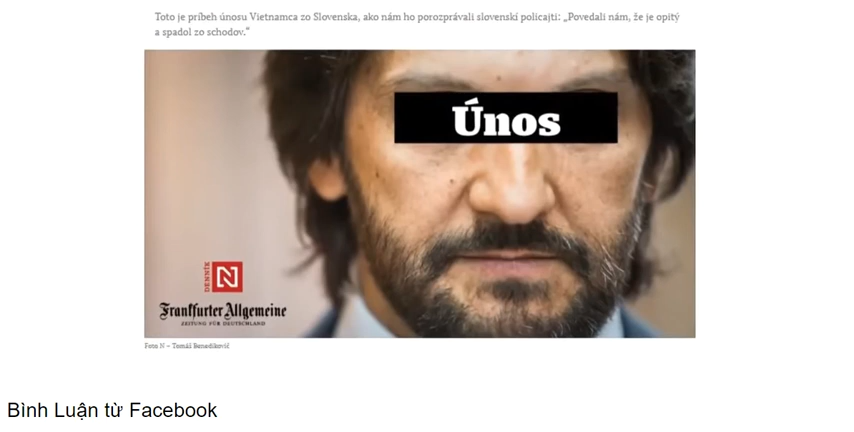 Toto je príbeh únosu Vietnamca zo Slovenska, ako nám ho porozprávali slovenskí policajti: „Povedali nám, že je opitý
a spadol zo schodov.“
Únos
DENNÍK
N
Frankfurter Allgemeine
ZEITUNG FÜR DEUTSCHLAND
Foto N – Tomáš Benedikovič
Bình Luận từ Facebook